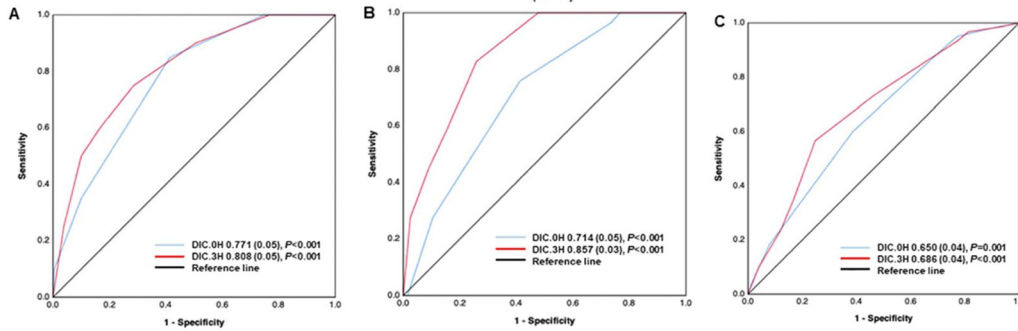 A
1.0
0.8
0.6
0.4
0.2
0.0
Sensitivity
DIC.0H 0.771 (0.05), P<0.001
DIC.3H 0.808 (0.05), P<0.001
Reference line
0.0 0.2 0.4 0.6 0.8 1.0
1 - Specificity
B
1.0
0.8
0.6
0.4
0.2
0.0
Sensitivity
DIC.0H 0.714 (0.05), P<0.001
DIC.3H 0.857 (0.03), P<0.001
Reference line
0.0 0.2 0.4 0.6 0.8 1.0
1 - Specificity
C
1.0
0.8
0.6
0.4
0.2
0.0
Sensitivity
DIC.0H 0.650 (0.04), P=0.001
DIC.3H 0.686 (0.04), P<0.001
Reference line
0.0 0.2 0.4 0.6 0.8 1.0
1 - Specificity